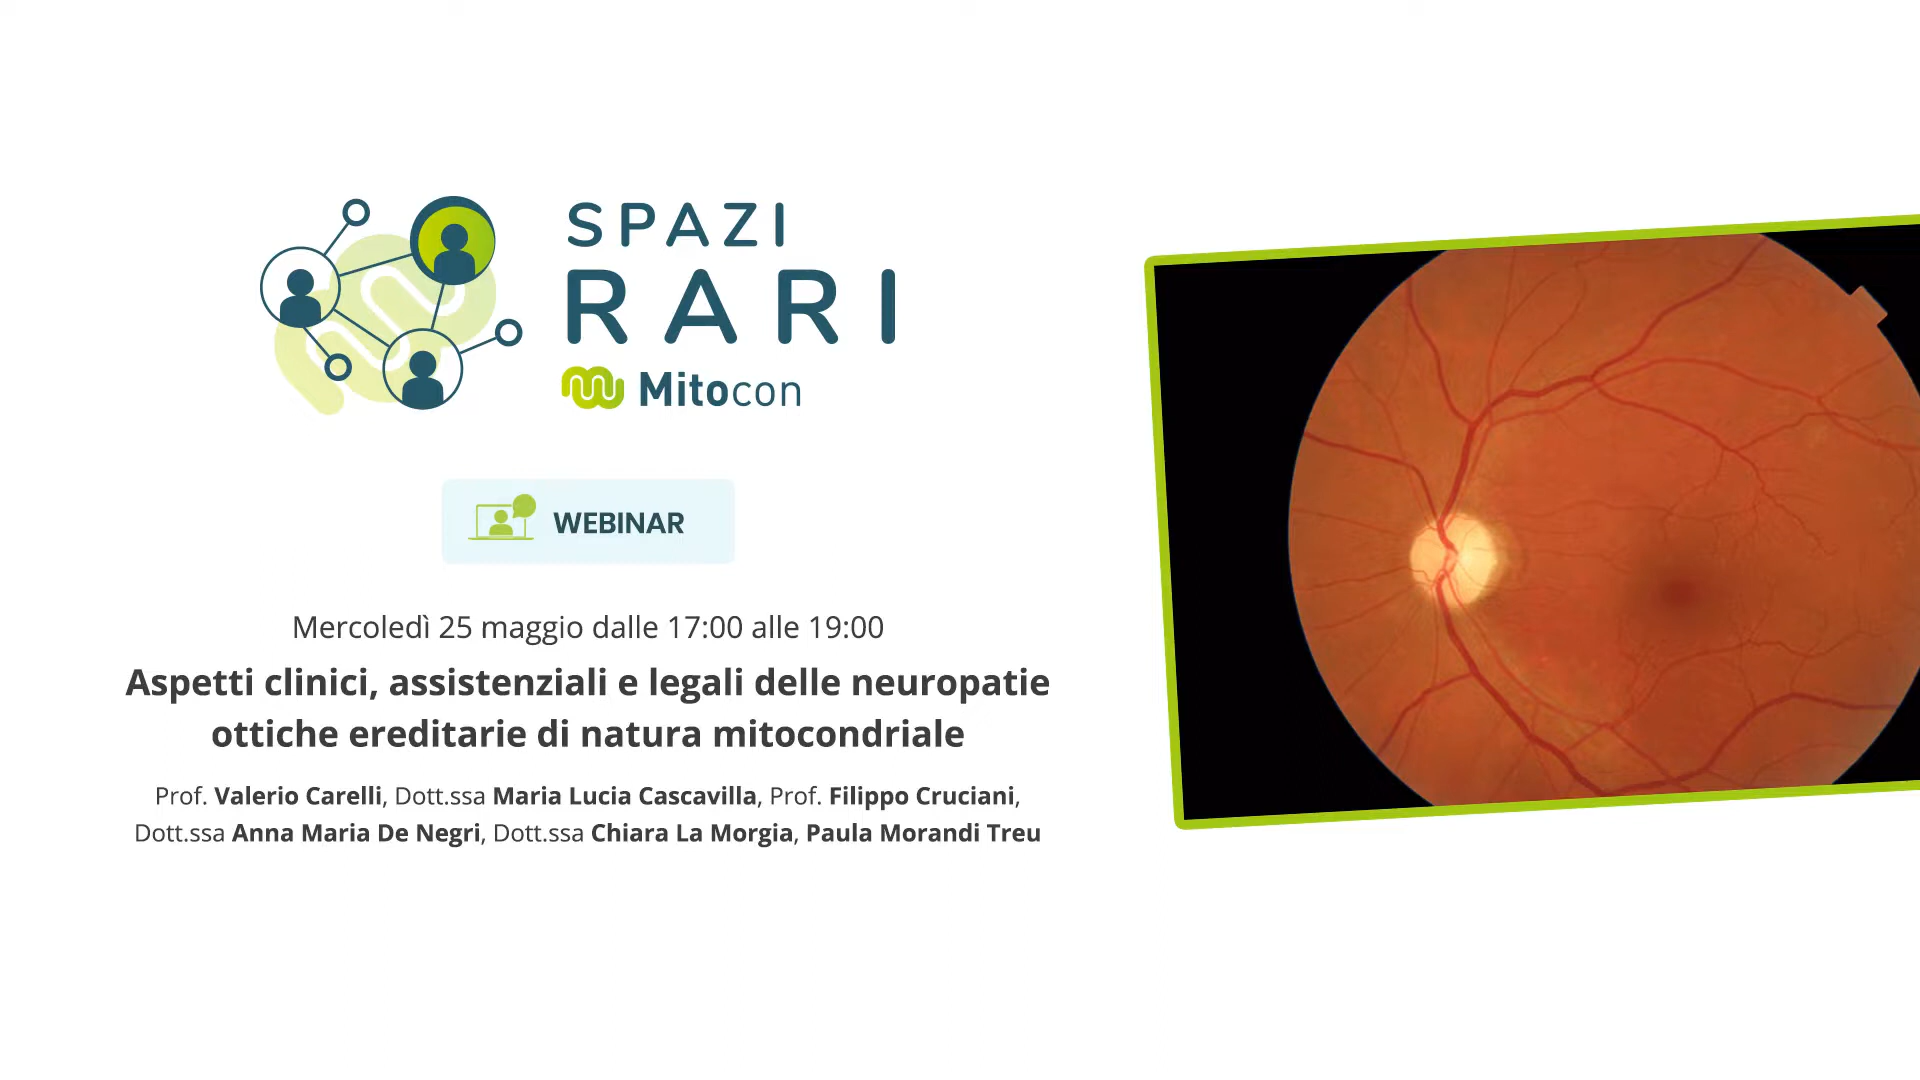 SPAZI
RARI
Mitocon
WEBINAR
Mercoledì 25 maggio dalle 17:00 alle 19:00
Aspetti clinici, assistenziali e legali delle neuropatie
ottiche ereditarie di natura mitocondriale
Prof. Valerio Carelli, Dott.ssa Maria Lucia Cascavilla, Prof. Filippo Cruciani,
Dott.ssa Anna Maria De Negri, Dott.ssa Chiara La Morgia, Paula Morandi Treu